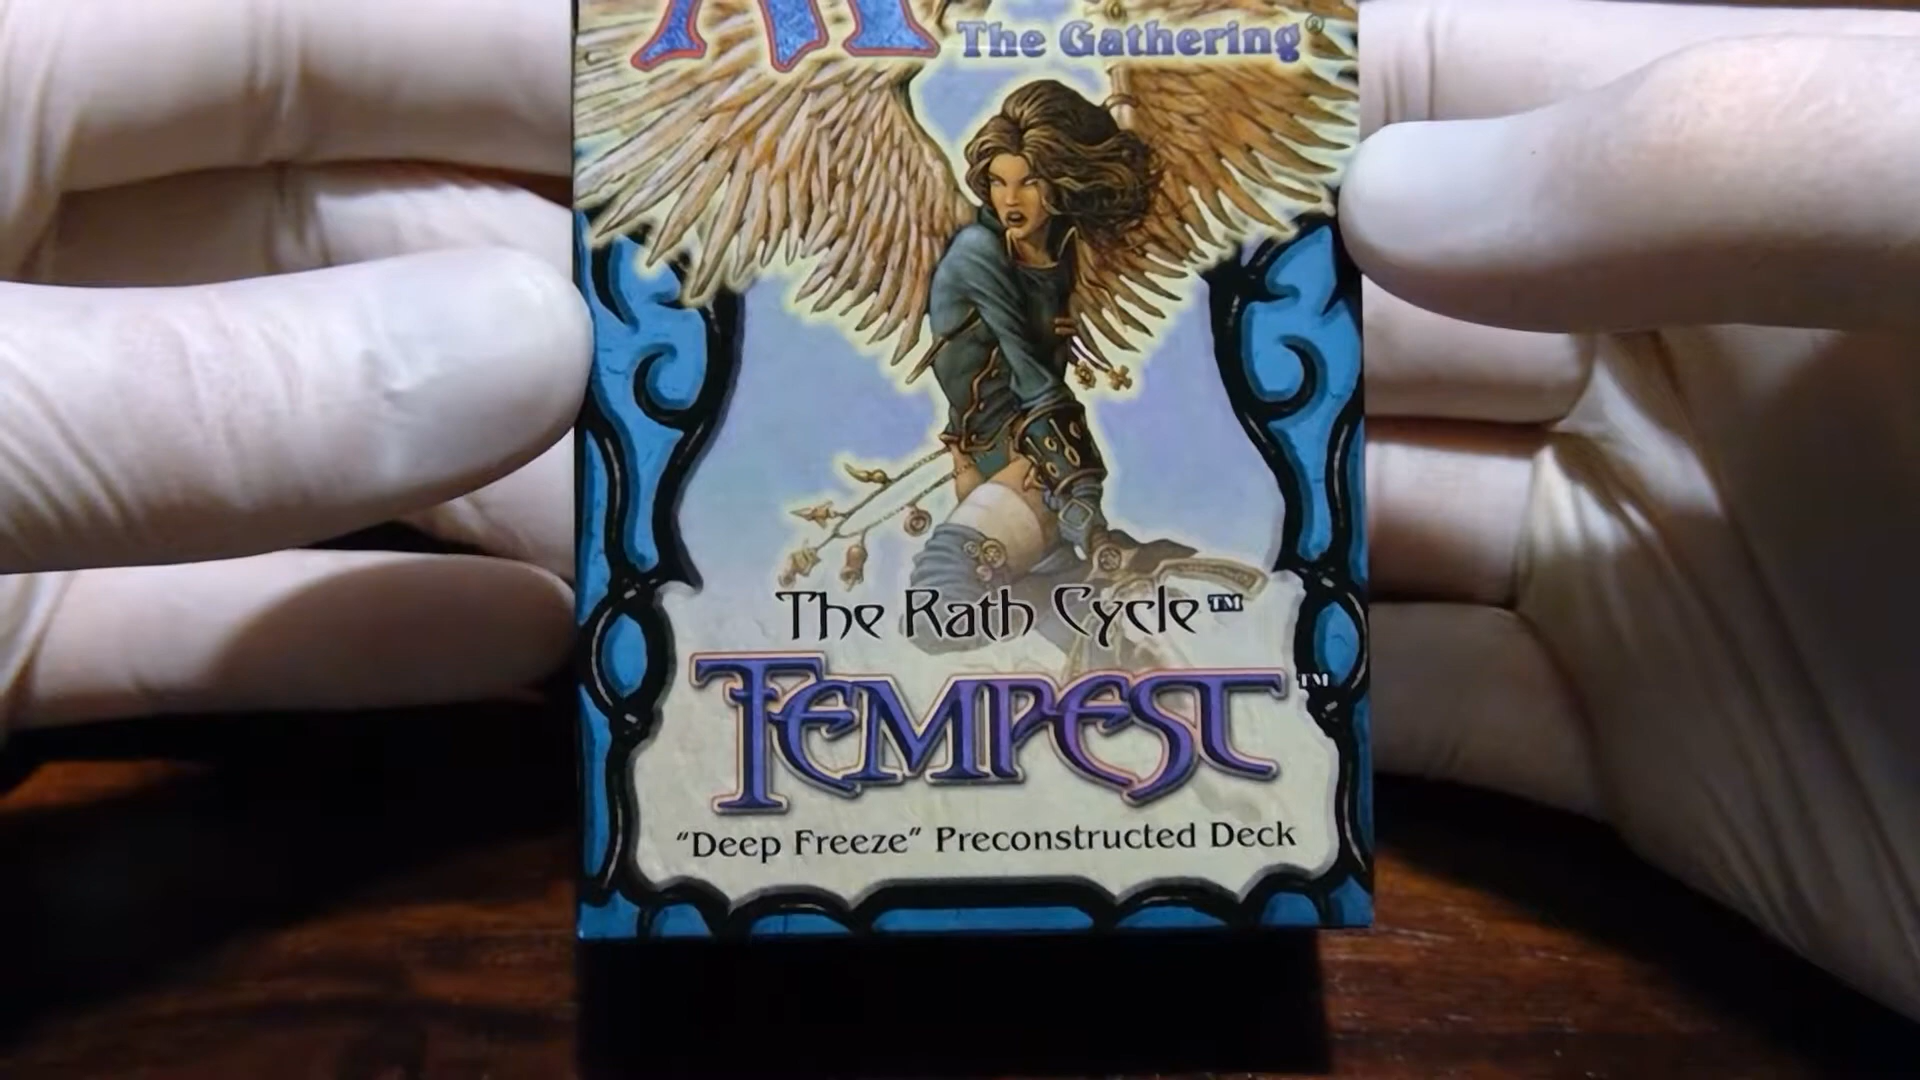 The Gathering®
The Rath Cycle™
TEMPEST™
"Deep Freeze" Preconstructed Deck